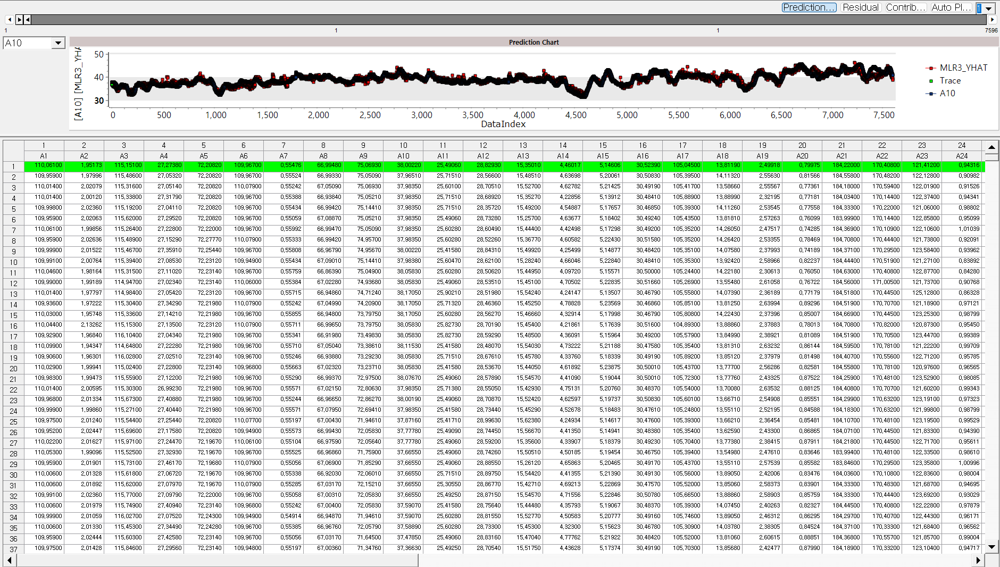 Prediction... Residual Contrib... Auto Pl... 1
1 1 1 7596
A10
Prediction Chart
[A10] [MLR3_YHA
50
40
30
0 500 1,000 1,500 2,000 2,500 3,000 3,500 4,000 4,500 5,000 5,500 6,000 6,500 7,000 7,500
DataIndex
MLR3_YHAT
Trace
A10
1 2 3 4 5 6 7 8 9 10 11 12 13 14 15 16 17 18 19 20 21 22 23 24
A1 A2 A3 A4 A5 A6 A7 A8 A9 A10 A11 A12 A13 A14 A15 A16 A17 A18 A19 A20 A21 A22 A23 A24
1 110,06100 1,95173 115,15100 27,27380 72,20820 109,96700 0,55476 66,99480 75,06930 38,00220 25,49060 28,82930 15,35010 4,46017 5,14606 30,52390 105,04500 13,81190 2,49918 0,79975 184,22000 170,40800 121,41200 0,94316
2 109,95900 1,97996 115,48600 27,05320 72,20820 109,96700 0,55524 66,99330 75,05090 37,96510 25,71510 28,56600 15,48510 4,63698 5,20061 30,50830 105,39500 14,11320 2,55630 0,81566 184,55800 170,48200 122,12800 0,90982
3 110,01400 2,02079 115,31600 27,05140 72,20820 110,07900 0,55242 67,05090 75,06930 37,98350 25,60100 28,70510 15,52700 4,62782 5,21425 30,49190 105,41700 13,58660 2,55567 0,77361 184,18000 170,59400 122,01900 0,91526
4 110,01400 2,00120 115,33800 27,31790 72,20820 109,96700 0,55388 66,93840 75,05210 37,98350 25,71510 28,68920 15,35270 4,22856 5,13912 30,48410 105,88900 13,88990 2,32195 0,77181 184,03400 170,14400 122,37400 0,94341
5 109,99800 2,02360 115,19200 27,04110 72,20820 109,96700 0,55434 66,99420 75,14410 37,98350 25,71510 28,35720 15,49200 4,54887 5,17657 30,46850 105,39300 14,11260 2,53545 0,77558 184,33300 170,22000 121,06000 0,98802
6 109,95900 2,02063 115,62000 27,29520 72,20820 109,96700 0,55059 67,08870 75,05210 37,98350 25,49060 28,73280 15,25700 4,63677 5,18402 30,49240 105,43500 13,81810 2,57263 0,76099 183,99900 170,14400 122,85800 0,95099
7 110,06100 1,99856 115,26400 27,22800 72,22000 109,96700 0,55992 66,99470 75,05090 37,98350 25,60280 28,60490 15,44400 4,42498 5,17298 30,49200 105,35200 14,26050 2,47517 0,74285 184,36900 170,10900 122,10600 1,01039
8 109,95900 2,02636 115,48900 27,15290 72,27770 110,07900 0,55333 66,99420 74,95700 37,98350 25,60280 28,52260 15,36770 4,60582 5,22430 30,51580 105,35200 14,26420 2,53355 0,78469 184,70800 170,44400 121,73800 0,92091
9 109,99900 2,01522 115,46700 27,35910 72,25440 109,96700 0,55808 66,96790 74,95670 38,00220 25,41580 28,84310 15,49920 4,25499 5,14877 30,48420 105,35100 14,07580 2,37993 0,74189 184,37100 170,29500 123,58400 0,93962
10 109,99100 2,00764 115,39400 27,08530 72,23120 109,94900 0,55434 67,09010 75,14410 37,98380 25,60470 28,62100 15,28240 4,66046 5,22840 30,48410 105,35300 13,92420 2,58966 0,82237 184,44400 170,51900 121,27100 0,83892
11 110,04600 1,98164 115,31500 27,11020 72,23140 109,96700 0,55759 66,86390 75,04900 38,05830 25,60280 28,50620 15,44950 4,09720 5,15571 30,50000 105,24400 14,22180 2,30613 0,76050 184,63000 170,40800 122,87700 0,84280
12 109,99000 1,99189 114,94700 27,02340 72,23140 110,06000 0,55384 67,02280 74,93680 38,05830 25,49060 28,53510 15,45100 4,70502 5,22835 30,51660 105,26900 13,55480 2,61058 0,76722 184,56000 171,00500 121,73700 0,90768
13 110,01400 1,97797 114,98400 27,05420 72,23120 109,96700 0,55715 66,94860 74,71240 38,17050 25,90210 28,51980 15,54240 4,24147 5,13507 30,46790 105,55800 14,07390 2,36189 0,77179 184,51800 170,44500 125,12800 0,86328
14 109,93600 1,97222 115,30400 27,34290 72,21980 110,07900 0,55242 67,04990 74,20900 38,17050 25,71320 28,46360 15,45250 4,78828 5,23569 30,46860 105,85100 13,81250 2,63994 0,89296 184,51900 170,70700 121,18900 0,97121
15 110,03000 1,95748 115,33600 27,14210 72,21980 109,96700 0,55855 66,94800 73,79750 38,17050 25,60280 28,56270 15,46660 4,32914 5,17998 30,46790 105,80800 14,22430 2,37396 0,85007 184,66900 170,44500 123,25300 0,98799
16 110,04400 2,13262 115,15300 27,13500 72,23120 110,07900 0,55711 66,99650 73,79750 38,05830 25,82730 28,70190 15,45400 4,21861 5,17639 30,51600 104,89300 13,88860 2,37883 0,78013 184,70800 170,82000 120,87300 0,95450
17 109,92900 1,96840 116,10400 27,04340 72,21980 109,96700 0,55341 66,91980 73,49830 38,05830 25,82730 28,59290 15,48500 4,36091 5,15964 30,49200 105,57900 13,84990 2,38921 0,81089 184,51900 170,70500 123,44700 0,99389
18 110,09900 1,94347 114,64800 27,22280 72,21980 109,96700 0,55710 67,05040 73,38610 38,11530 25,41580 28,48070 15,54030 4,73222 5,21188 30,47580 105,35400 13,81310 2,63232 0,86144 184,59500 170,78100 121,22200 0,99709
19 109,90600 1,96301 116,02800 27,02510 72,23140 109,96700 0,55246 66,93880 73,29230 38,05830 25,71510 28,67610 15,45780 4,33760 5,18339 30,49190 105,89200 13,85120 2,37979 0,81498 184,40700 170,55600 122,71200 0,95785
20 110,02900 1,99941 115,02400 27,22800 72,23140 109,96800 0,55663 67,02320 73,23710 38,05830 25,41580 28,53670 15,44050 4,61892 5,23875 30,50010 105,43700 13,77700 2,56286 0,82581 184,55800 170,78100 120,97600 0,96565
21 109,98300 1,99473 115,55900 27,12200 72,21980 109,96700 0,55290 66,99370 72,97500 38,07670 25,49060 28,57890 15,54570 4,41090 5,19044 30,50010 105,72300 13,77760 2,43325 0,87522 184,25900 170,48100 123,52900 0,98085
22 110,01400 2,00595 115,30300 26,99230 72,21980 109,96700 0,55571 67,02150 72,80630 37,98350 25,71380 28,55050 15,42930 4,75131 5,20760 30,48370 105,54000 13,70080 2,63532 0,88125 184,40800 170,70700 121,60200 0,99343
23 109,96800 2,01334 115,67300 27,40880 72,21980 109,96700 0,55244 66,96650 72,86270 38,00190 25,49060 28,70870 15,52420 4,62597 5,19737 30,50830 105,60100 13,66710 2,54908 0,85551 184,29900 170,63200 123,19100 0,97323
24 109,99900 1,99860 115,27100 27,40440 72,21980 109,96700 0,55571 67,07950 72,69410 37,98350 25,41580 28,73440 15,45290 4,52678 5,18483 30,47610 105,24800 13,55110 2,52195 0,84588 184,18300 170,63200 121,99800 0,98799
25 109,97500 2,01240 115,54400 27,25440 72,20820 110,07700 0,55197 67,00430 71,94610 37,87160 25,41710 28,99630 15,62380 4,24934 5,14617 30,47600 105,39300 13,66210 2,36454 0,85481 184,10700 170,48100 123,19500 0,99529
26 109,95200 2,02447 115,69600 27,17580 72,20820 109,94900 0,55573 66,99430 72,05830 37,77780 25,49090 28,74450 15,56670 4,41350 5,14941 30,48380 105,35400 13,62590 2,43300 0,86865 184,07100 170,44500 121,83300 0,94390
27 110,02200 2,01627 115,97100 27,24470 72,19670 110,06100 0,55104 66,97590 72,05640 37,77780 25,49060 28,59200 15,35600 4,33907 5,18379 30,49230 105,70400 13,77380 2,38415 0,87911 184,21800 170,44500 122,71700 0,95611
28 110,05300 1,99096 115,52500 27,32930 72,19670 109,96700 0,55525 66,96860 71,75900 37,66550 25,49060 28,74260 15,50510 4,50185 5,19454 30,46750 105,39400 13,54980 2,47610 0,83646 183,99400 170,48100 122,33500 0,98610
29 109,95900 2,01901 115,73100 27,46170 72,19680 110,07900 0,55056 67,06900 71,85290 37,66550 25,49060 28,88550 15,26120 4,65863 5,20465 30,49170 105,43700 13,55110 2,57539 0,85582 183,84600 170,29500 123,35800 1,00996
30 110,00600 2,01328 115,61800 27,06720 72,19670 109,96700 0,55338 66,92030 72,06010 37,66550 25,71510 28,89750 15,54420 4,41355 5,21390 30,49130 105,56000 13,89050 2,42006 0,83476 184,03600 170,10800 122,83600 0,98004
31 110,00600 2,01892 115,62000 27,07970 72,19670 110,07900 0,55285 67,03170 72,15210 37,66550 25,30550 28,86770 15,42710 4,69213 5,22869 30,47570 105,52000 13,85060 2,58373 0,83901 184,33300 170,48300 121,68700 0,94695
32 109,99100 2,02360 115,77000 27,09790 72,22000 109,96700 0,55058 67,00310 72,05830 37,66550 25,49250 28,87150 15,54570 4,71556 5,22846 30,50780 105,66500 13,88860 2,58903 0,85759 184,33300 170,44400 123,69200 0,93029
33 110,00600 2,01979 115,74900 27,40940 72,23140 109,96800 0,55242 67,00400 72,05830 37,59070 25,41580 28,75640 15,44480 4,35793 5,19067 30,48370 105,39300 14,07450 2,40263 0,82327 184,44500 170,40800 122,22800 0,97879
34 109,99900 2,01059 116,02700 27,07520 72,24300 109,94900 0,54914 66,94870 71,94610 37,59070 25,60280 28,81550 15,52770 4,50583 5,20777 30,49160 105,74600 13,89050 2,46312 0,86295 184,29700 170,40700 122,44300 0,96171
35 110,00600 2,01330 115,45300 27,34490 72,24280 109,96700 0,55385 66,96760 72,05790 37,58890 25,60280 28,73300 15,45300 4,32300 5,15623 30,46780 105,30900 14,03780 2,38305 0,84524 184,37100 170,33300 121,68400 0,96562
36 109,95900 2,02444 115,60300 27,42580 72,23140 109,96700 0,55056 67,03170 71,64500 37,47850 25,49060 28,83160 15,47040 4,77762 5,21922 30,48420 105,52000 13,81060 2,60615 0,88851 184,36800 170,55700 121,85700 0,99004
37 109,97500 2,01428 115,84600 27,29560 72,23140 109,94800 0,55197 67,00360 71,34760 37,36630 25,49250 28,70540 15,51750 4,43628 5,17374 30,49190 105,70300 13,85680 2,42477 0,87990 184,18900 170,33200 123,10400 0,94717